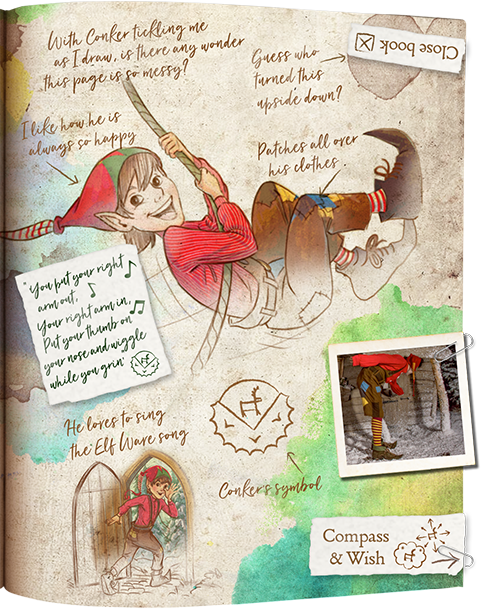 With Conker tickling me
as I draw, is there any wonder
this page is so messy?
Guess who
turned this
upside down?
Close book
I like how he is
always so happy
Patches all over
his clothes.
"You put your right
arm out,
Your right arm in,
Put your thumb on
your nose and wiggle
while you grin"
He loves to sing
the Elf Wave song
Conker's symbol
Compass
& Wish